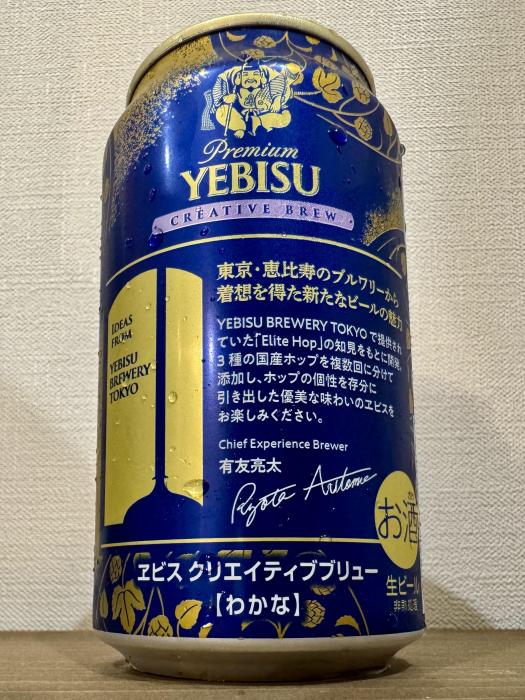 Premium
YEBISU
CREATIVE BREW
東京・恵比寿のブルワリーから
着想を得た新たなビールの魅力
IDEAS
FROM
YEBISU
BREWERY
TOKYO
YEBISU BREWERY TOKYOで提供され
ていた「Elite Hop」の知見をもとに開発。
3種の国産ホップを複数回に分けて
添加し、ホップの個性を存分に
引き出した優美な味わいのヱビスを
お楽しみください。
Chief Experience Brewer
有友亮太
Ryota Aritomo
お酒
生ビール
非熱処理
ヱビス クリエイティブブリュー
【わかな】